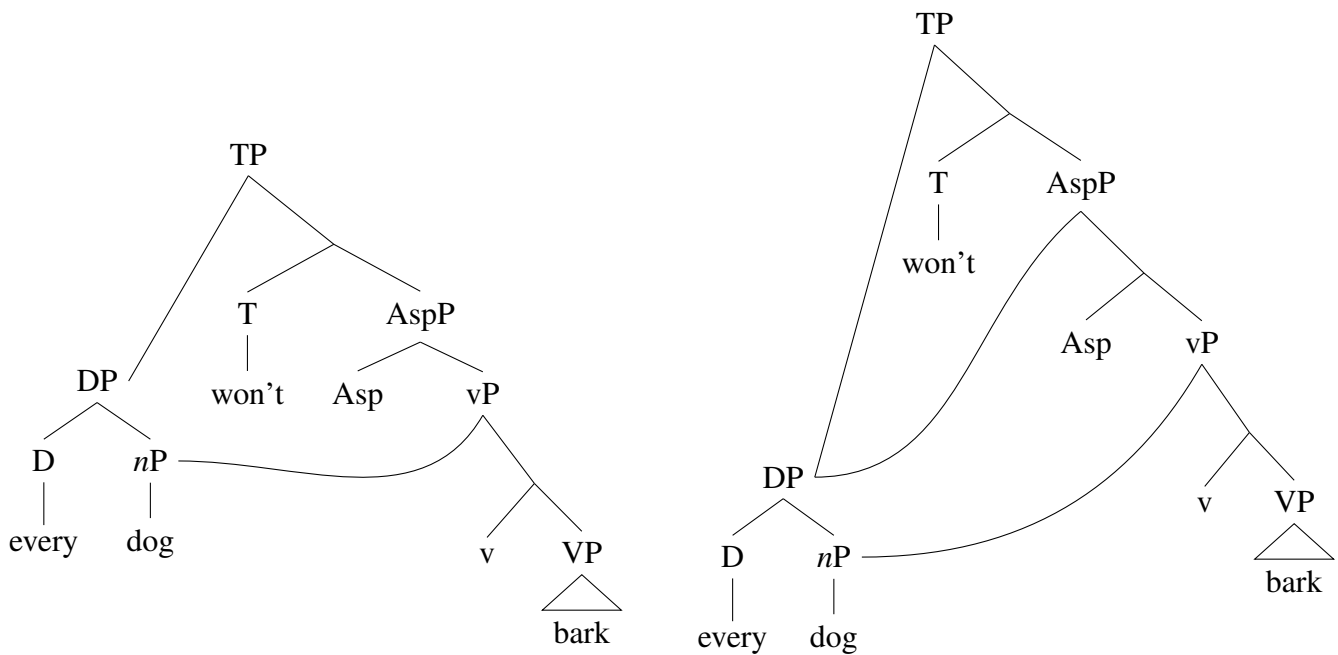 TP
T AspP
won't Asp vP
DP
D nP
every dog
v VP
bark
TP
T AspP
won't
Asp vP
DP
v VP
D nP
bark
every dog